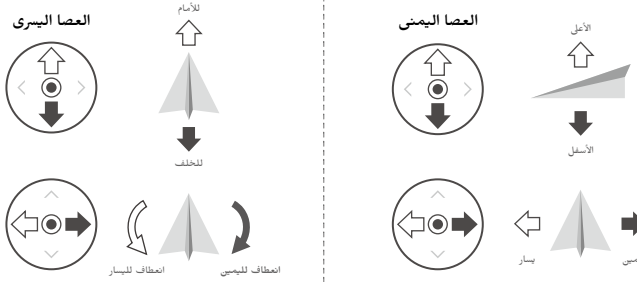 العصا اليمنى
الأعلى
الأسفل
يسار
العصا اليسرى
للأمام
للخلف
انعطاف لليمين
انعطاف لليسار